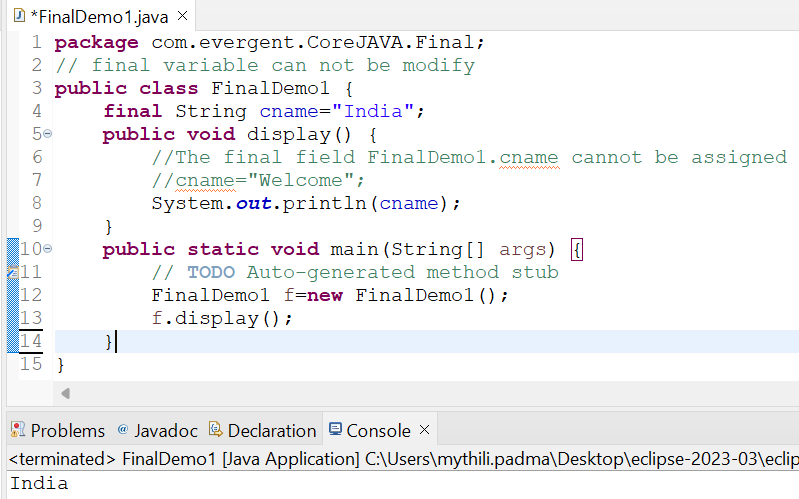 *FinalDemo1.java ×
1 package com.evergent.CoreJAVA.Final;
2 // final variable can not be modify
3 public class FinalDemo1 {
4     final String cname="India";
5     public void display() {
6         //The final field FinalDemo1.cname cannot be assigned
7         //cname="Welcome";
8         System.out.println(cname);
9     }
10     public static void main(String[] args) {
11         // TODO Auto-generated method stub
12         FinalDemo1 f=new FinalDemo1();
13         f.display();
14     }
15 }
Problems @ Javadoc Declaration Console ×
<terminated> FinalDemo1 [Java Application] C:\Users\mythili.padma\Desktop\eclipse-2023-03\eclip
India